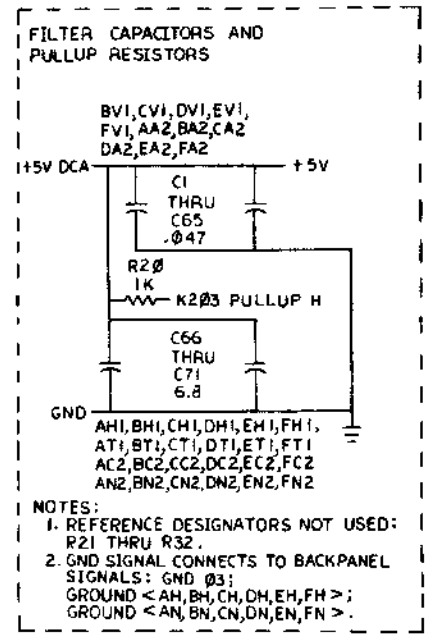 FILTER CAPACITORS AND
PULLUP RESISTORS
BV1,CV1,DV1,EV1,
FV1,AA2,BA2,CA2
DA2,EA2,FA2
+5V DCA
+5V
C1
THRU
C65
.Ø47
R2Ø
1K
K2Ø3 PULLUP H
C66
THRU
C71
6.8
GND
AH1,BH1,CH1,DH1,EH1,FH1,
AT1,BT1,CT1,DT1,ET1,FT1
AC2,BC2,CC2,DC2,EC2,FC2
AN2,BN2,CN2,DN2,EN2,FN2
NOTES:
1. REFERENCE DESIGNATORS NOT USED:
R21 THRU R32.
2. GND SIGNAL CONNECTS TO BACKPANEL
SIGNALS: GND Ø3;
GROUND <AH,BH,CH,DH,EH,FH>;
GROUND <AN,BN,CN,DN,EN,FN>.